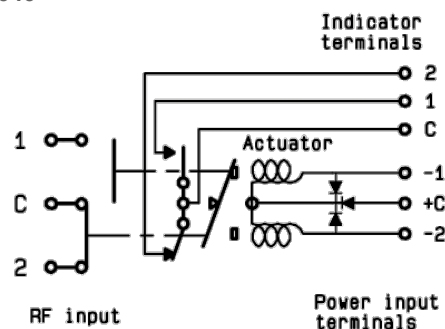 Indicator
terminals
2
1
C
Actuator
1
-1
C
+C
-2
2
RF input
Power input
terminals